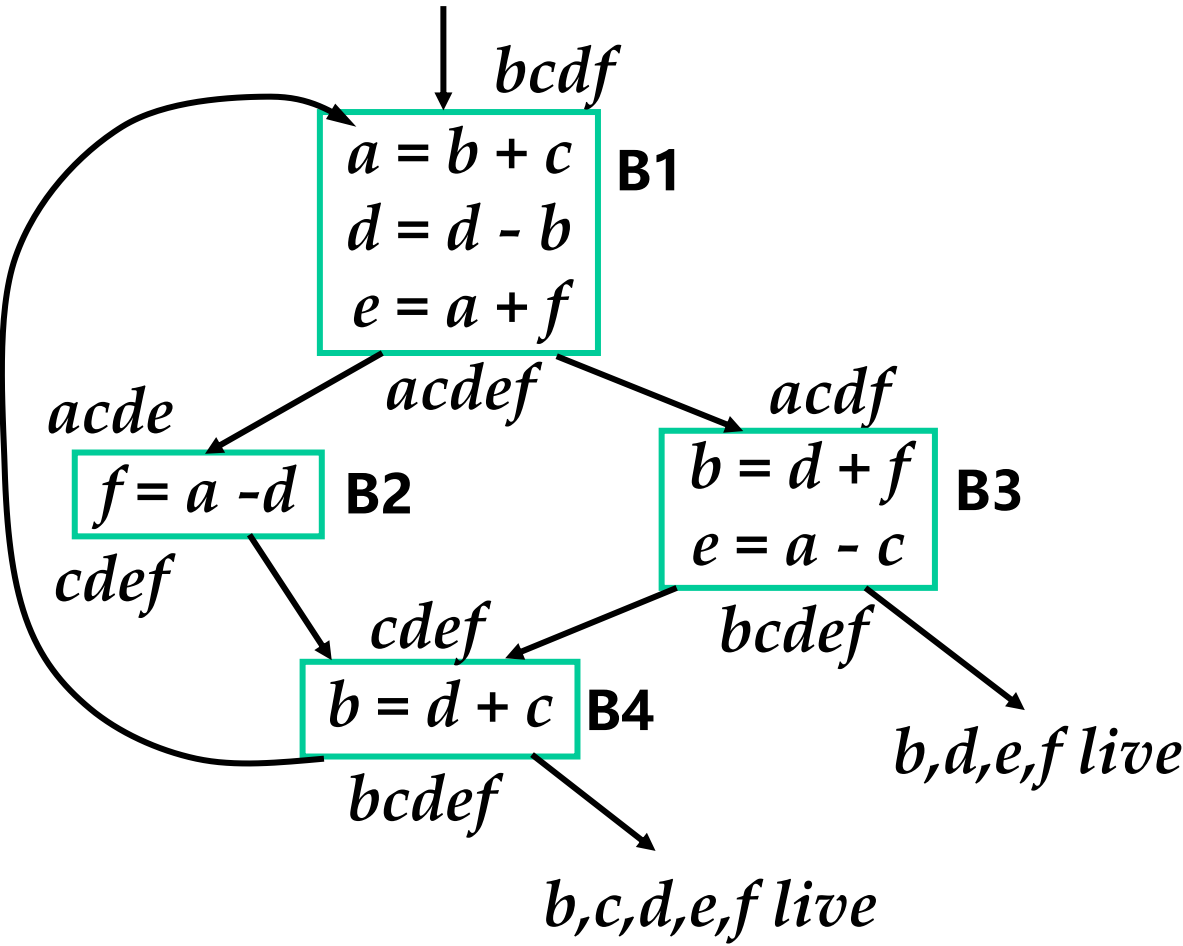 bcdf
a = b + c
B1
d = d - b
e = a + f
acdef
acde
acdf
f = a -d
B2
b = d + f
B3
e = a - c
cdef
cdef
bcdef
b = d + c
B4
b,d,e,f live
bcdef
b,c,d,e,f live